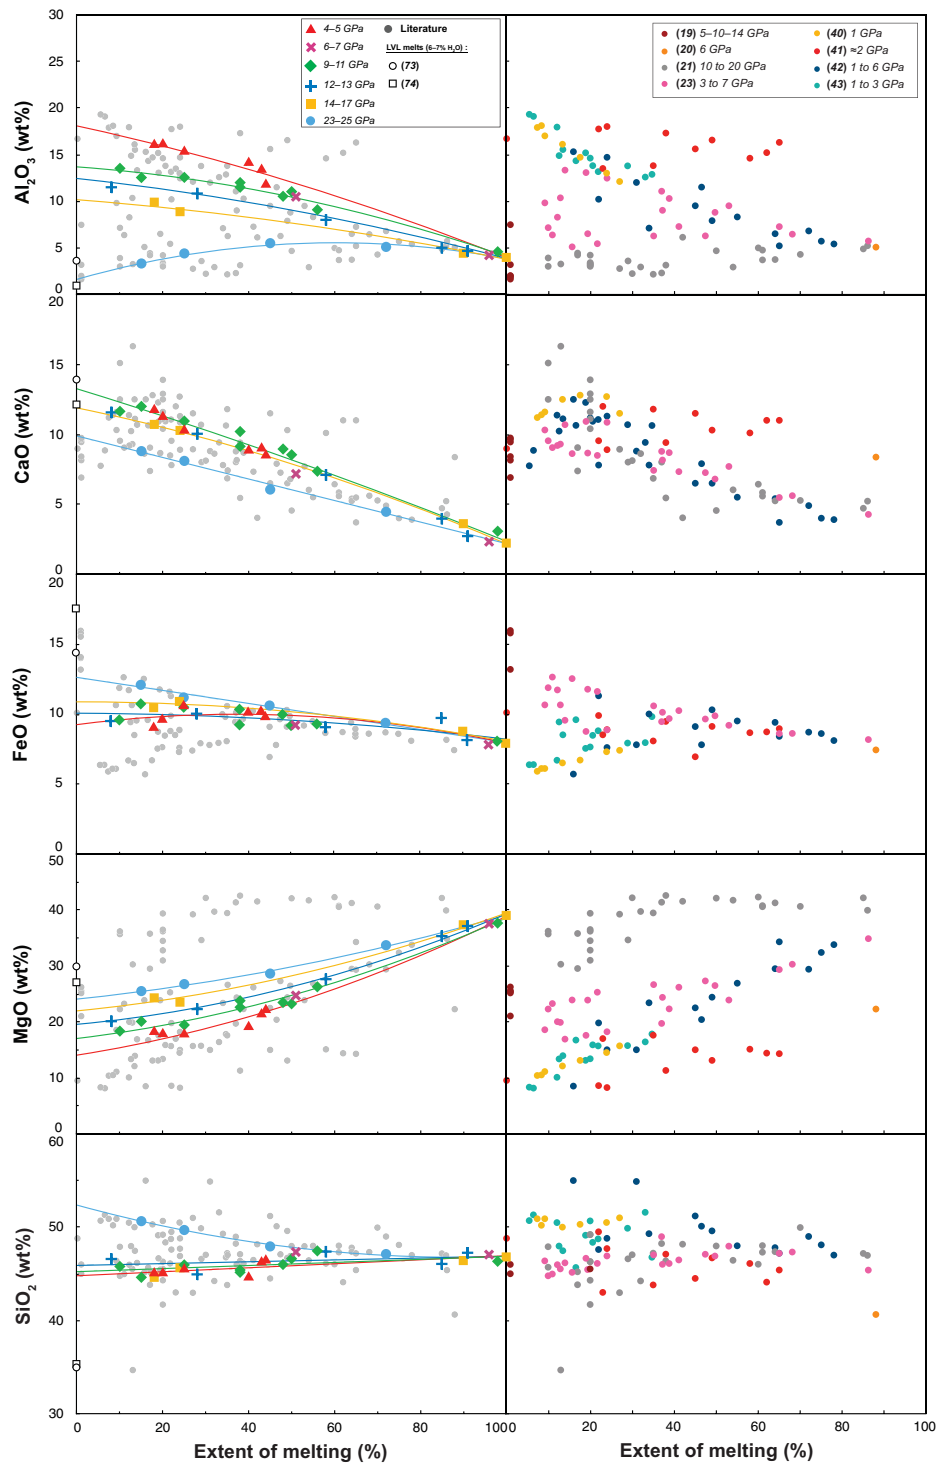 30
25
20
15
10
5
0
Al2O3 (wt%)
4–5 GPa
6–7 GPa
9–11 GPa
12–13 GPa
14–17 GPa
23–25 GPa
Literature
LVL melts (6–7% H2O) :
(73)
(74)
(19) 5–10–14 GPa
(20) 6 GPa
(21) 10 to 20 GPa
(23) 3 to 7 GPa
(40) 1 GPa
(41) ≈2 GPa
(42) 1 to 6 GPa
(43) 1 to 3 GPa
20
15
10
5
0
CaO (wt%)
20
15
10
5
0
FeO (wt%)
50
40
30
20
10
0
MgO (wt%)
60
50
40
30
SiO2 (wt%)
0 20 40 60 80 100
Extent of melting (%)
0 20 40 60 80 100
Extent of melting (%)